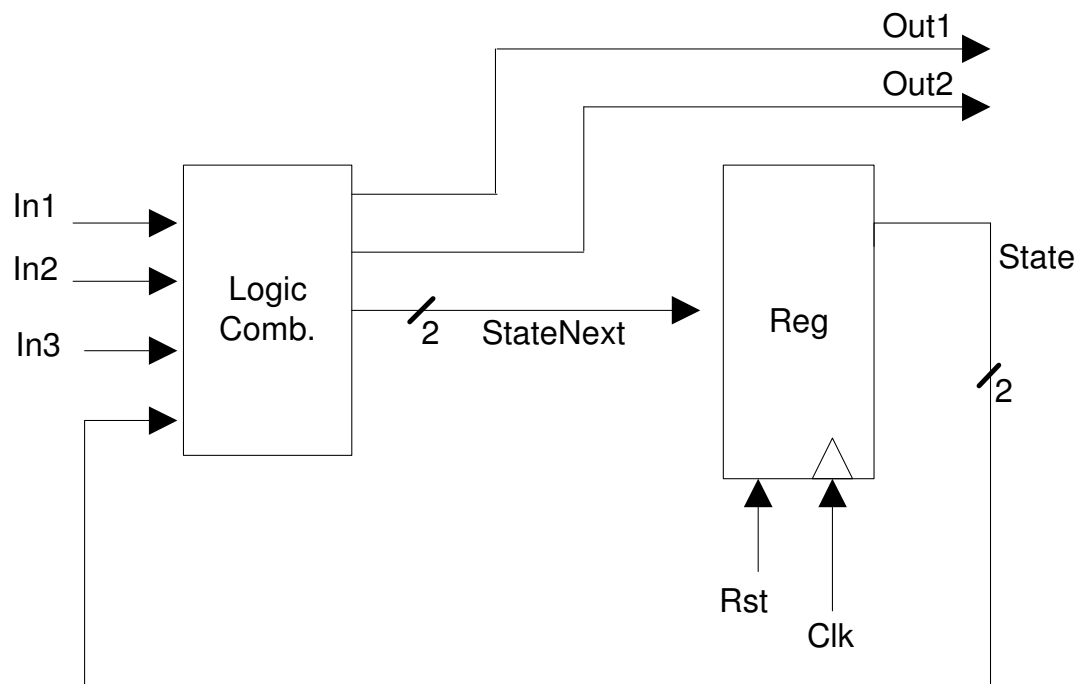 Out1
Out2
In1
In2
In3
Logic
Comb.
2
StateNext
Reg
State
2
Rst
Clk